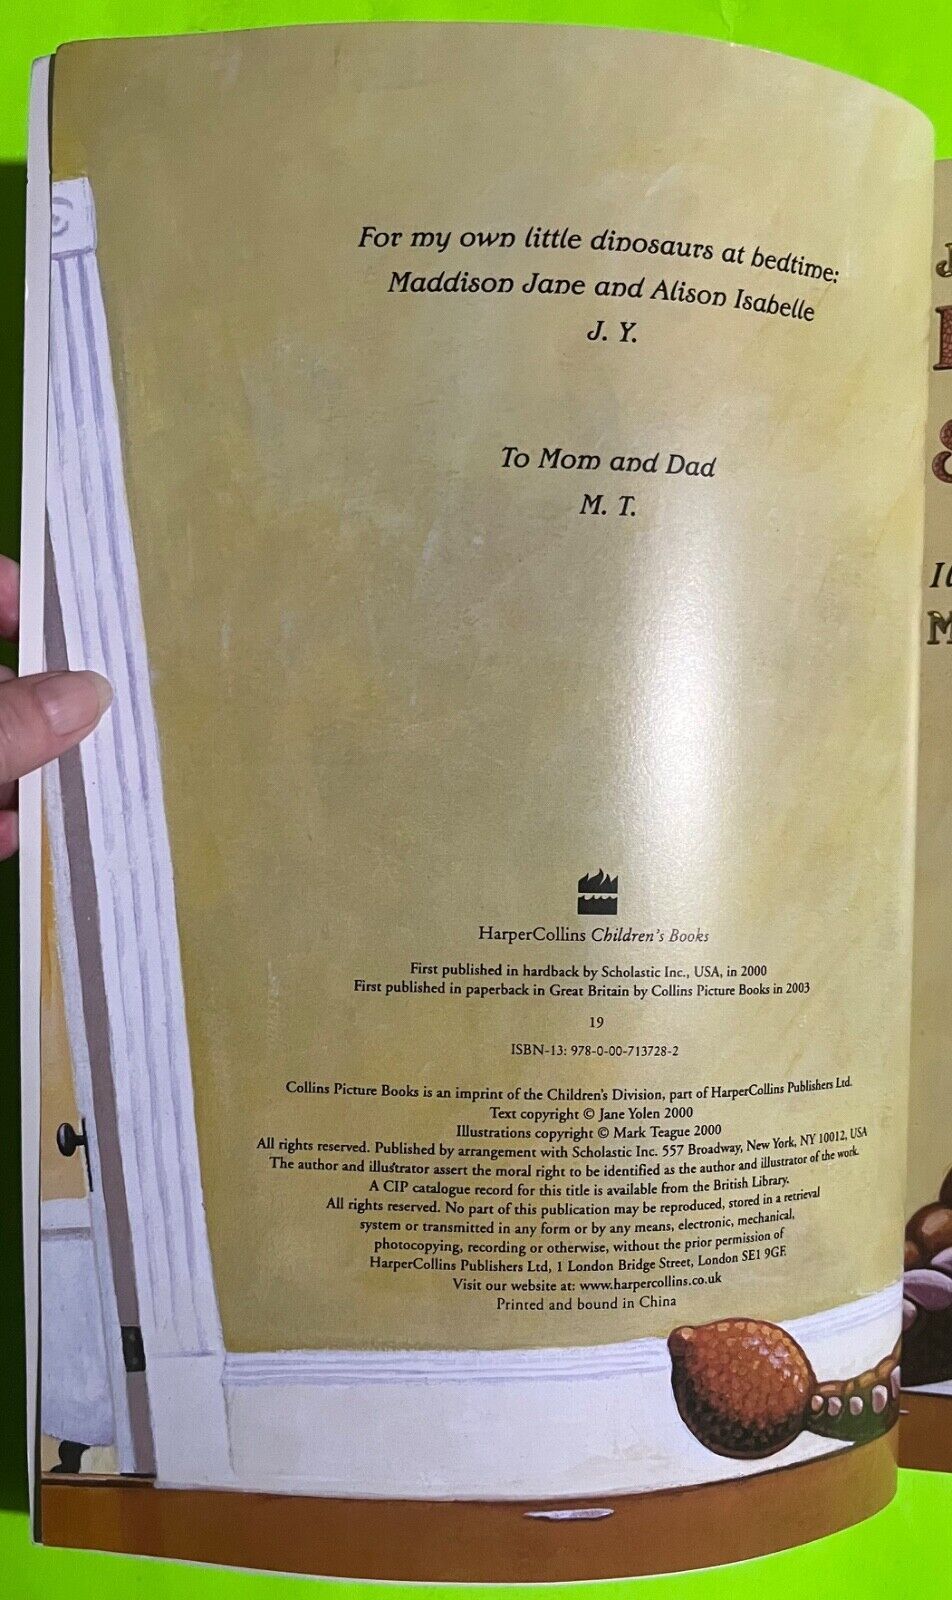 For my own little dinosaurs at bedtime:
Maddison Jane and Alison Isabelle
J. Y.
To Mom and Dad
M. T.
HarperCollins Children's Books
First published in hardback by Scholastic Inc., USA, in 2000
First published in paperback in Great Britain by Collins Picture Books in 2003
19
ISBN-13: 978-0-00-713728-2
Collins Picture Books is an imprint of the Children's Division, part of HarperCollins Publishers Ltd.
Text copyright © Jane Yolen 2000
Illustrations copyright © Mark Teague 2000
All rights reserved. Published by arrangement with Scholastic Inc. 557 Broadway, New York, NY 10012, USA
The author and illustrator assert the moral right to be identified as the author and illustrator of the work.
A CIP catalogue record for this title is available from the British Library.
All rights reserved. No part of this publication may be reproduced, stored in a retrieval
system or transmitted in any form or by any means, electronic, mechanical,
photocopying, recording or otherwise, without the prior permission of
HarperCollins Publishers Ltd, 1 London Bridge Street, London SE1 9GF.
Visit our website at: www.harpercollins.co.uk
Printed and bound in China